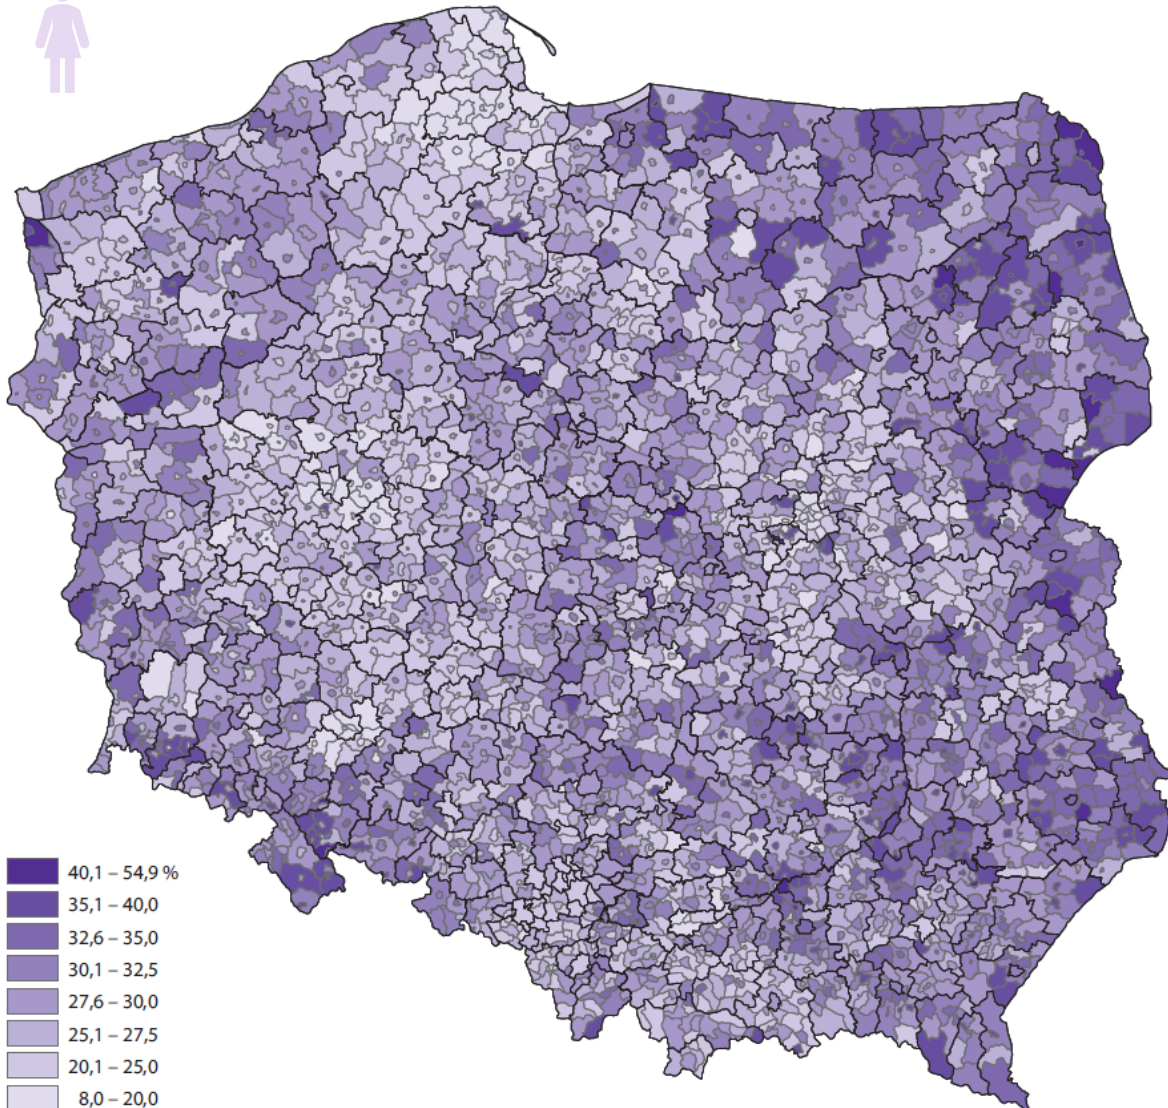 40,1 – 54,9 %
35,1 – 40,0
32,6 – 35,0
30,1 – 32,5
27,6 – 30,0
25,1 – 27,5
20,1 – 25,0
8,0 – 20,0